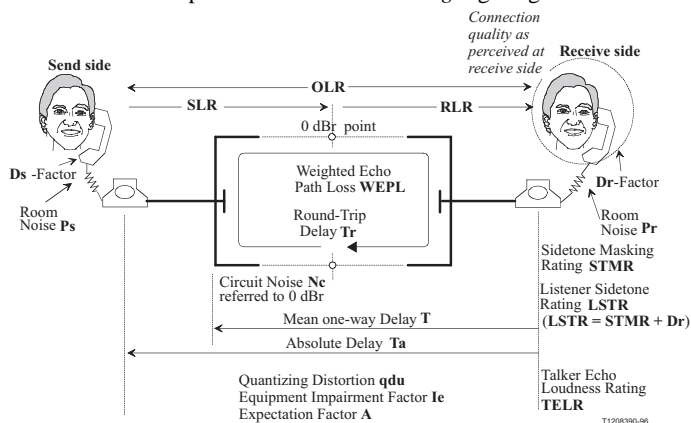 Connection
quality as
perceived at
receive side
Send side
Receive side
OLR
SLR
RLR
0 dBr point
Weighted Echo
Path Loss WEPL
Ds -Factor
Dr-Factor
Round-Trip
Delay Tr
Room
Noise Ps
Room
Noise Pr
Sidetone Masking
Rating STMR
Circuit Noise Nc
referred to 0 dBr
Listener Sidetone
Rating LSTR
(LSTR = STMR + Dr)
Mean one-way Delay T
Absolute Delay Ta
Quantizing Distortion qdu
Equipment Impairment Factor Ie
Expectation Factor A
Talker Echo
Loudness Rating
TELR
T1208390-96